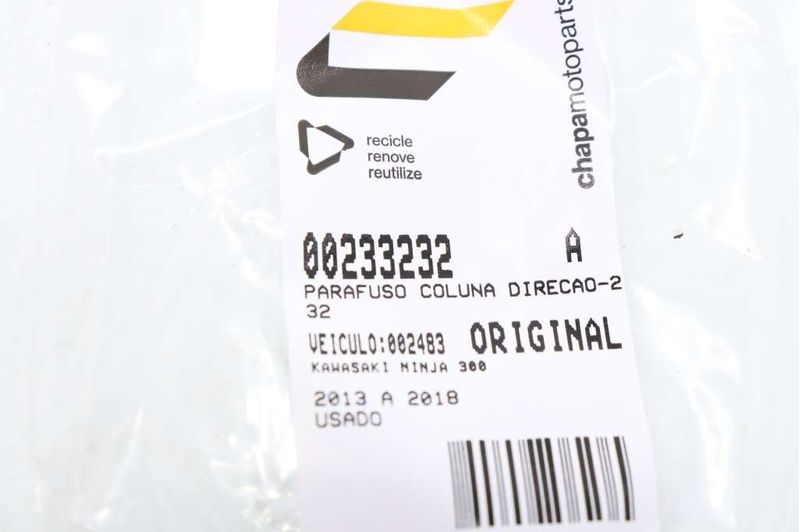 chapamotoparts
recicle
renove
reutilize
00233232 A
PARAFUSO COLUNA DIRECAO-2
32
VEICULO:002483 ORIGINAL
KAWASAKI NINJA 300
2013 A 2018
USADO